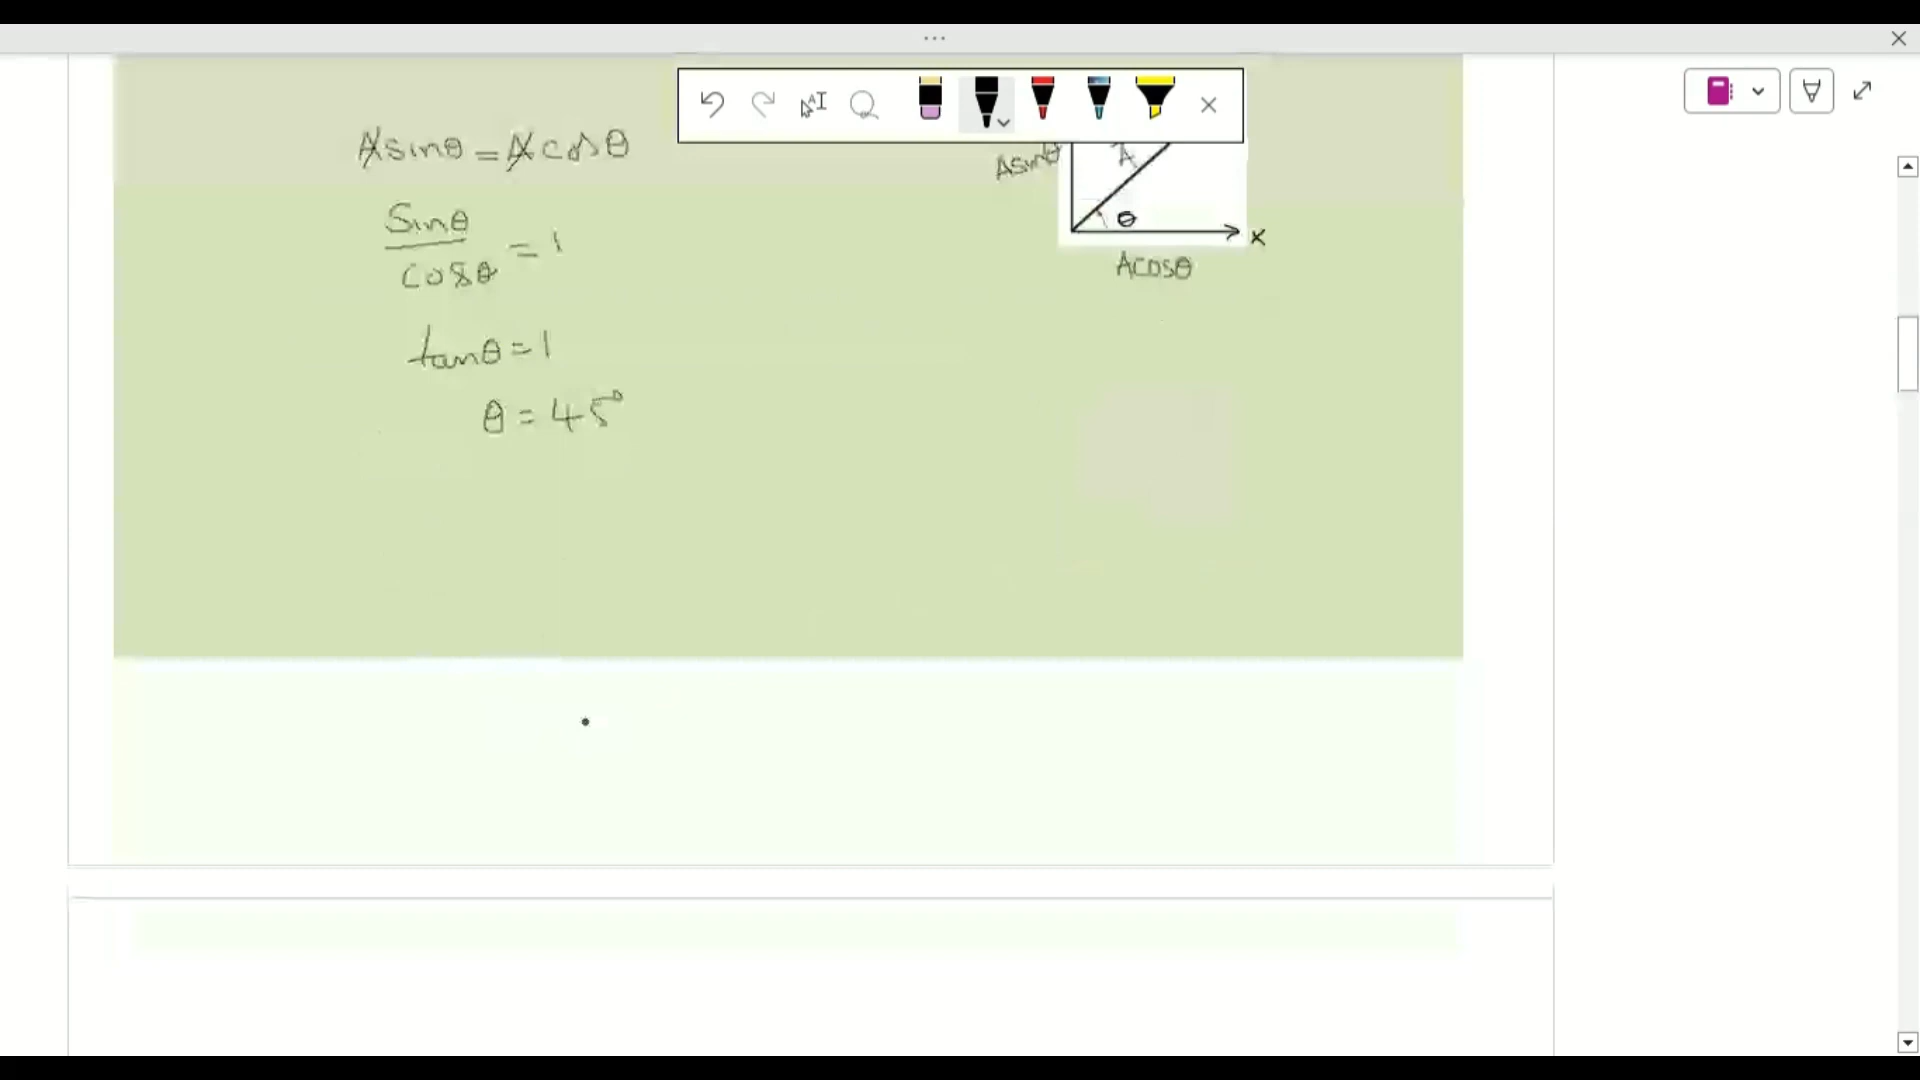 Asinθ = Acosθ
Sinθ
cosθ
= 1
tanθ = 1
θ = 45°
Asinθ
A
θ
x
Acosθ